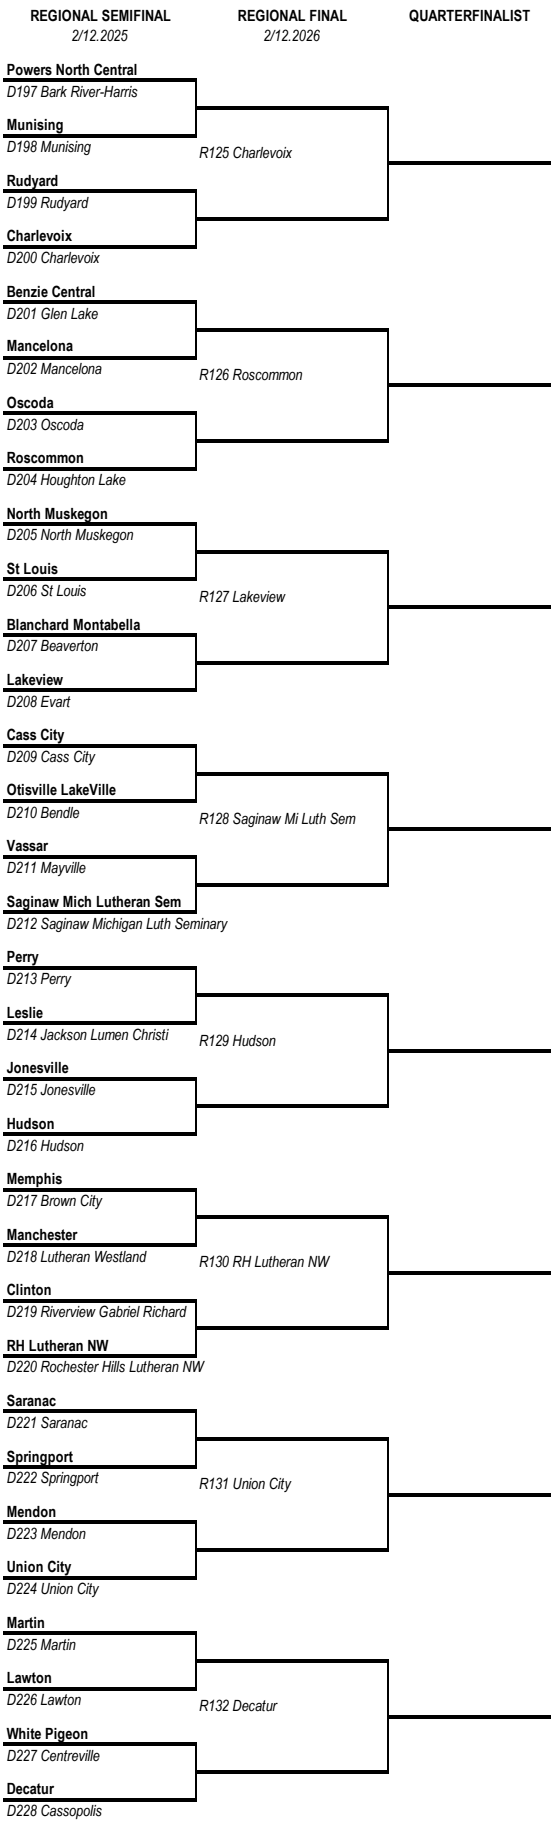 REGIONAL SEMIFINAL REGIONAL FINAL QUARTERFINALIST
2/12.2025 2/12.2026
Powers North Central
D197 Bark River-Harris
Munising
D198 Munising
R125 Charlevoix
Rudyard
D199 Rudyard
Charlevoix
D200 Charlevoix
Benzie Central
D201 Glen Lake
Mancelona
D202 Mancelona
R126 Roscommon
Oscoda
D203 Oscoda
Roscommon
D204 Houghton Lake
North Muskegon
D205 North Muskegon
St Louis
D206 St Louis
R127 Lakeview
Blanchard Montabella
D207 Beaverton
Lakeview
D208 Evart
Cass City
D209 Cass City
Otisville LakeVille
D210 Bendle
R128 Saginaw Mi Luth Sem
Vassar
D211 Mayville
Saginaw Mich Lutheran Sem
D212 Saginaw Michigan Luth Seminary
Perry
D213 Perry
Leslie
D214 Jackson Lumen Christi
R129 Hudson
Jonesville
D215 Jonesville
Hudson
D216 Hudson
Memphis
D217 Brown City
Manchester
D218 Lutheran Westland
R130 RH Lutheran NW
Clinton
D219 Riverview Gabriel Richard
RH Lutheran NW
D220 Rochester Hills Lutheran NW
Saranac
D221 Saranac
Springport
D222 Springport
R131 Union City
Mendon
D223 Mendon
Union City
D224 Union City
Martin
D225 Martin
Lawton
D226 Lawton
R132 Decatur
White Pigeon
D227 Centreville
Decatur
D228 Cassopolis